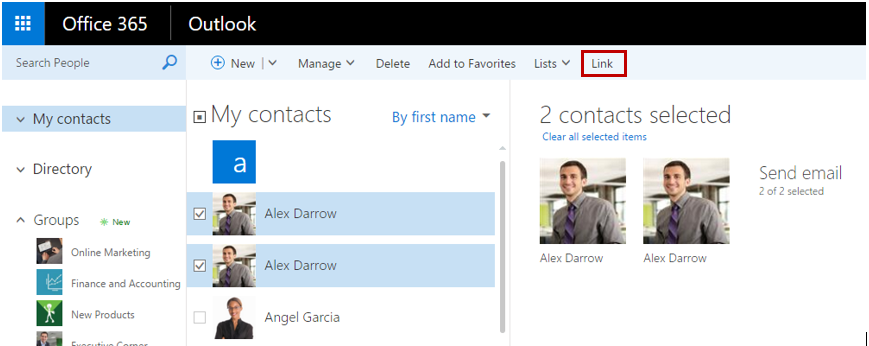 Office 365 Outlook
Search People New Manage Delete Add to Favorites Lists Link
My contacts
Directory
Groups New
Online Marketing
Finance and Accounting
New Products
Executive Corner
My contacts By first name
a
Alex Darrow
Alex Darrow
Angel Garcia
2 contacts selected
Clear all selected items
Alex Darrow Alex Darrow
Send email
2 of 2 selected